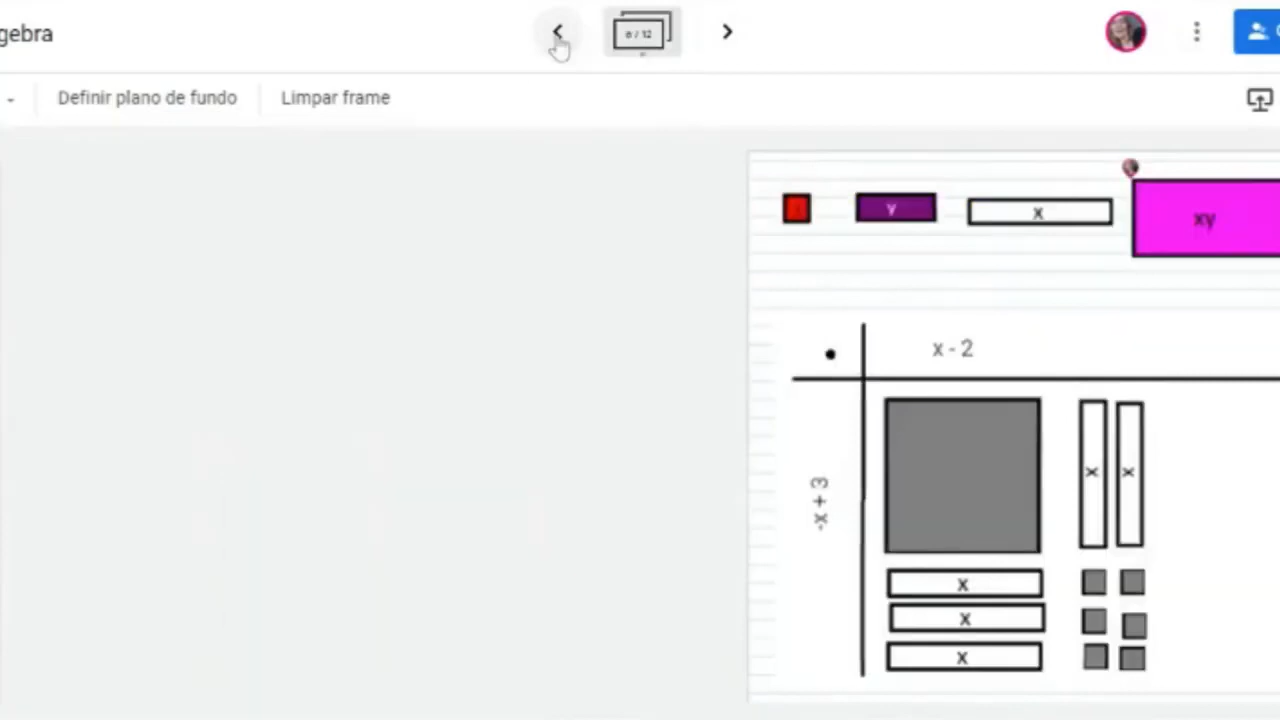 gebra
Definir plano de fundo
Limpar frame
y
x
xy
x - 2
-x + 3
x
x
x
x
x